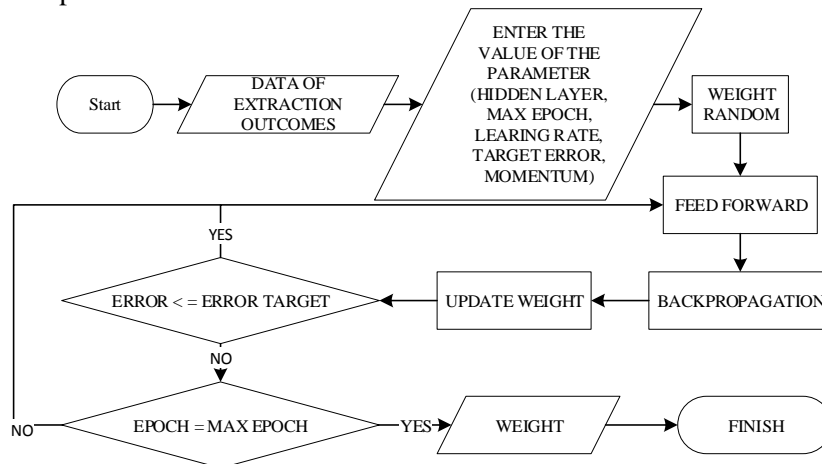 Start
DATA OF
EXTRACTION
OUTCOMES
ENTER THE
VALUE OF THE
PARAMETER
(HIDDEN LAYER,
MAX EPOCH,
LEARING RATE,
TARGET ERROR,
MOMENTUM)
WEIGHT
RANDOM
FEED FORWARD
BACKPROPAGATION
UPDATE WEIGHT
ERROR < = ERROR TARGET
YES
NO
EPOCH = MAX EPOCH
NO
YES
WEIGHT
FINISH